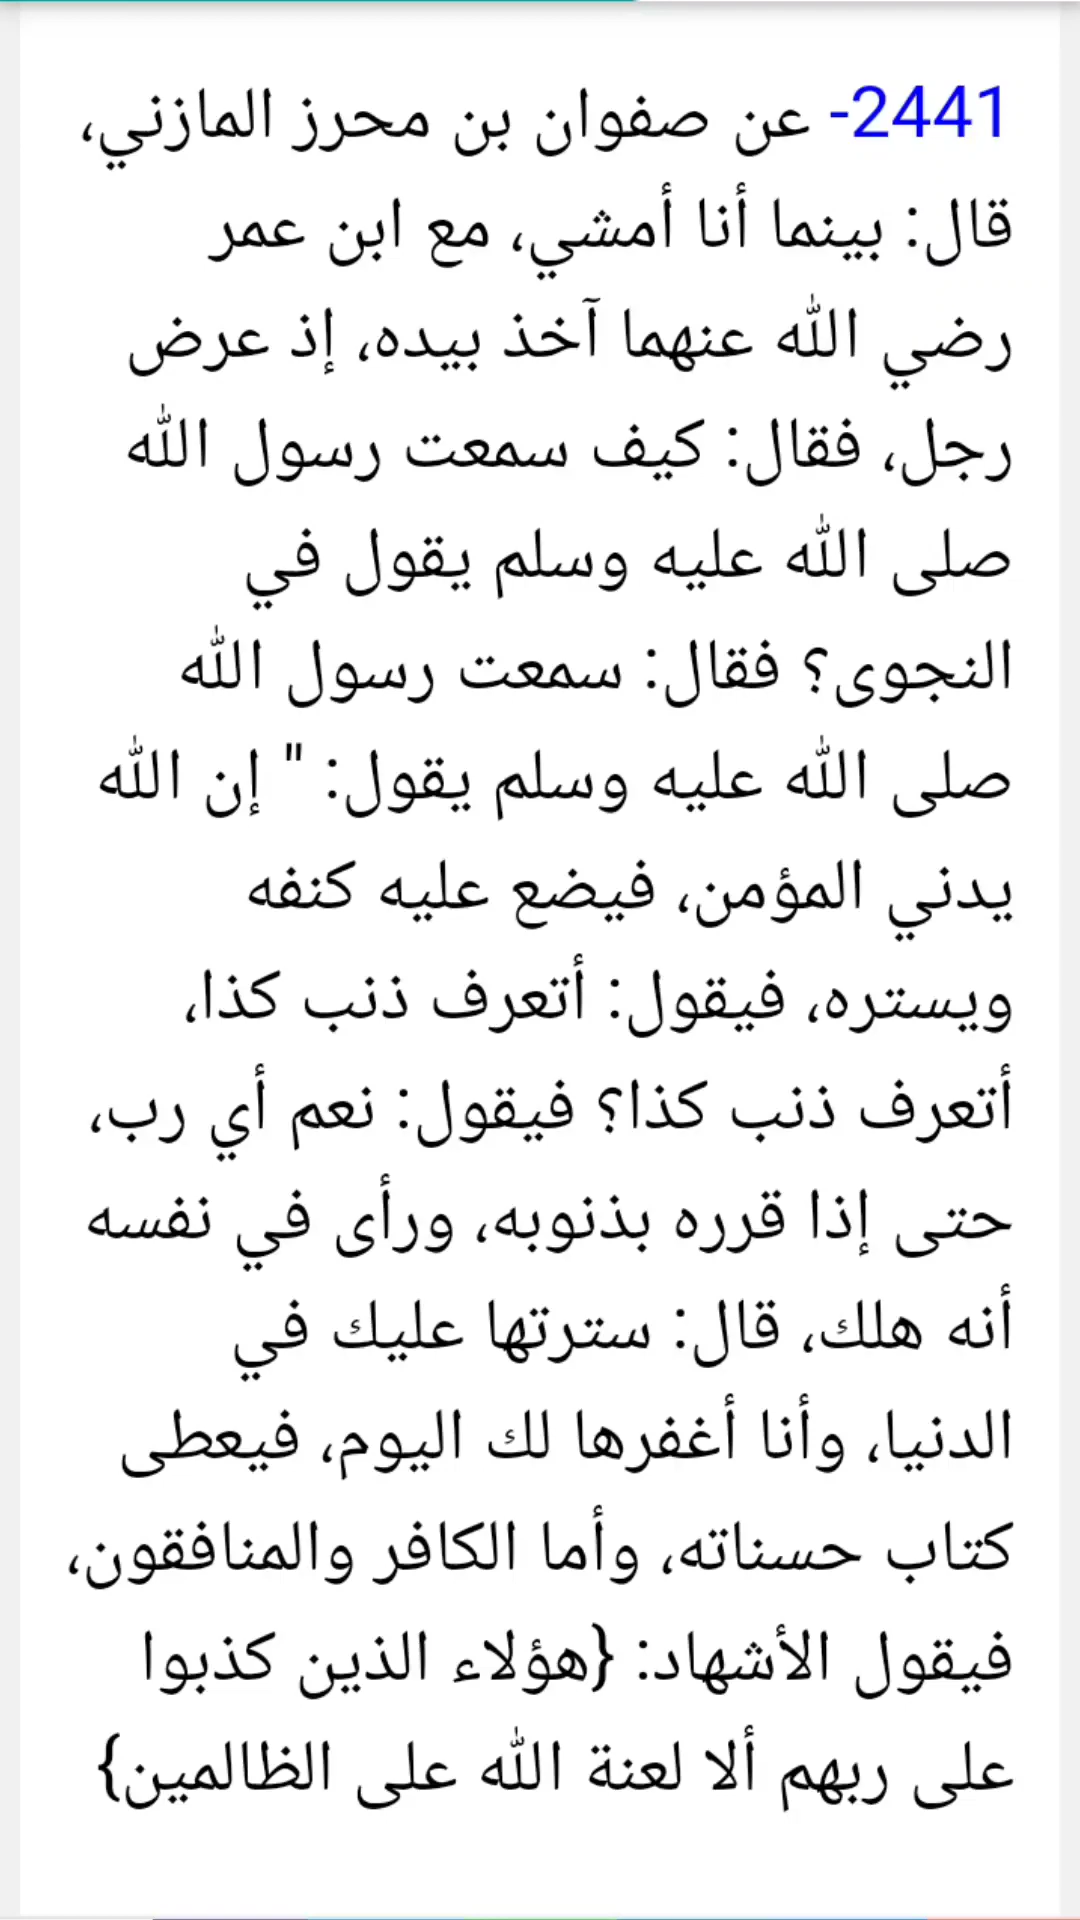 2441- عن صفوان بن محرز المازني،
قال: بينما أنا أمشي، مع ابن عمر
رضي الله عنهما آخذ بيده، إذ عرض
رجل، فقال: كيف سمعت رسول الله
صلى الله عليه وسلم يقول في
النجوى؟ فقال: سمعت رسول الله
صلى الله عليه وسلم يقول: " إن الله
يدني المؤمن، فيضع عليه كنفه
ويستره، فيقول: أتعرف ذنب كذا،
أتعرف ذنب كذا؟ فيقول: نعم أي رب،
حتى إذا قرره بذنوبه، ورأى في نفسه
أنه هلك، قال: سترتها عليك في
الدنيا، وأنا أغفرها لك اليوم، فيعطى
كتاب حسناته، وأما الكافر والمنافقون،
فيقول الأشهاد: {هؤلاء الذين كذبوا
على ربهم ألا لعنة الله على الظالمين}